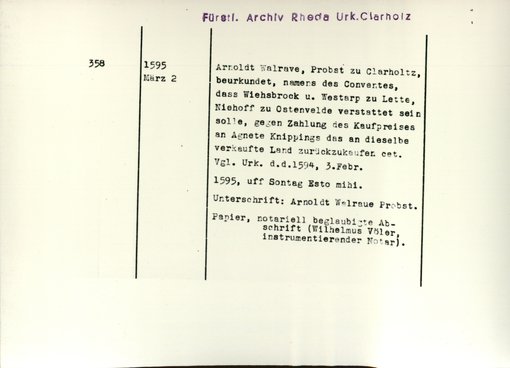 Fürstl. Archiv Rheda Urk.Clarholz
358
1595
März 2
Arnoldt Walrave, Probst zu Clarholtz,
beurkundet, namens des Conventes,
dass Wiehsbrock u. Westarp zu Lette,
Niehoff zu Ostenvelde verstattet sein
solle, gegen Zahlung des Kaufpreises
an Agnete Knippings das an dieselbe
verkaufte Land zurückzukaufen cet.
Vgl. Urk. d.d.1594, 3.Febr.
1595, uff Sontag Esto mihi.
Unterschrift: Arnoldt Walraue Probst.
Papier, notariell beglaubigte Ab-
schrift (Wilhelmus Völer,
instrumentierender Notar).